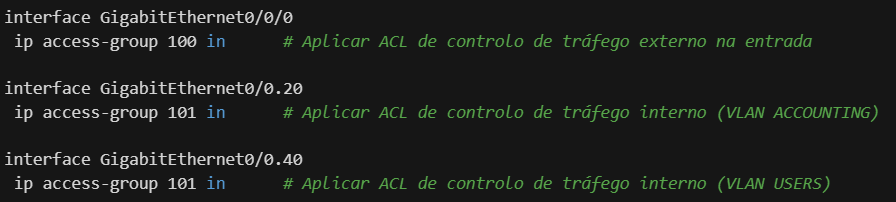 interface GigabitEthernet0/0/0
ip access-group 100 in # Aplicar ACL de controlo de tráfego externo na entrada
interface GigabitEthernet0/0.20
ip access-group 101 in # Aplicar ACL de controlo de tráfego interno (VLAN ACCOUNTING)
interface GigabitEthernet0/0.40
ip access-group 101 in # Aplicar ACL de controlo de tráfego interno (VLAN USERS)